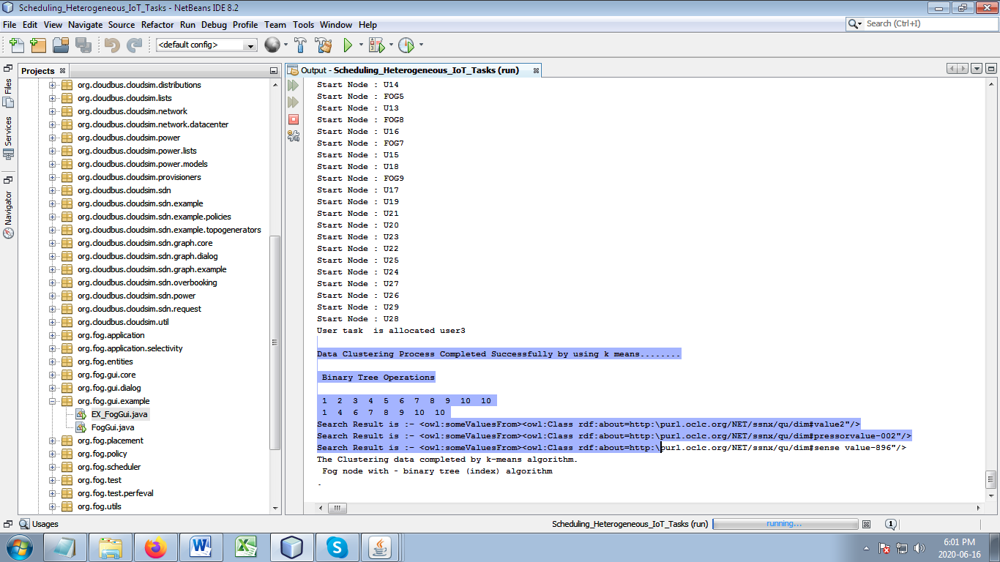 Scheduling_Heterogeneous_IoT_Tasks - NetBeans IDE 8.2
File Edit View Navigate Source Refactor Run Debug Profile Team Tools Window Help
Search (Ctrl+I)
<default config>
Projects
Files
Services
Navigator
org.cloudbus.cloudsim.distributions
org.cloudbus.cloudsim.lists
org.cloudbus.cloudsim.network
org.cloudbus.cloudsim.network.datacenter
org.cloudbus.cloudsim.power
org.cloudbus.cloudsim.power.lists
org.cloudbus.cloudsim.power.models
org.cloudbus.cloudsim.provisioners
org.cloudbus.cloudsim.sdn
org.cloudbus.cloudsim.sdn.example
org.cloudbus.cloudsim.sdn.example.policies
org.cloudbus.cloudsim.sdn.example.topogenerators
org.cloudbus.cloudsim.sdn.graph.core
org.cloudbus.cloudsim.sdn.graph.dialog
org.cloudbus.cloudsim.sdn.graph.example
org.cloudbus.cloudsim.sdn.overbooking
org.cloudbus.cloudsim.sdn.power
org.cloudbus.cloudsim.sdn.request
org.cloudbus.cloudsim.util
org.fog.application
org.fog.application.selectivity
org.fog.entities
org.fog.gui.core
org.fog.gui.dialog
org.fog.gui.example
EX_FogGui.java
FogGui.java
org.fog.placement
org.fog.policy
org.fog.scheduler
org.fog.test
org.fog.test.perfeval
org.fog.utils
Output - Scheduling_Heterogeneous_IoT_Tasks (run)
Start Node : U14
Start Node : FOG5
Start Node : U13
Start Node : FOG8
Start Node : U16
Start Node : FOG7
Start Node : U15
Start Node : U18
Start Node : FOG9
Start Node : U17
Start Node : U19
Start Node : U21
Start Node : U20
Start Node : U23
Start Node : U22
Start Node : U25
Start Node : U24
Start Node : U27
Start Node : U26
Start Node : U29
Start Node : U28
User task  is allocated user3
Data Clustering Process Completed Successfully by using k means........
Binary Tree Operations
1 2 3 4 5 6 7 8 9 10 10
1 4 6 7 8 9 10 10
Search Result is :- <owl:someValuesFrom><owl:Class rdf:about=http:\purl.oclc.org/NET/ssnx/qu/dim#value2"/>
Search Result is :- <owl:someValuesFrom><owl:Class rdf:about=http:\purl.oclc.org/NET/ssnx/qu/dim#pressorvalue-002"/>
Search Result is :- <owl:someValuesFrom><owl:Class rdf:about=http:\purl.oclc.org/NET/ssnx/qu/dim#sense value-896"/>
The Clustering data completed by k-means algorithm.
Fog node with - binary tree (index) algorithm
.
Usages
Scheduling_Heterogeneous_IoT_Tasks (run)
running...
1
6:01 PM
2020-06-16